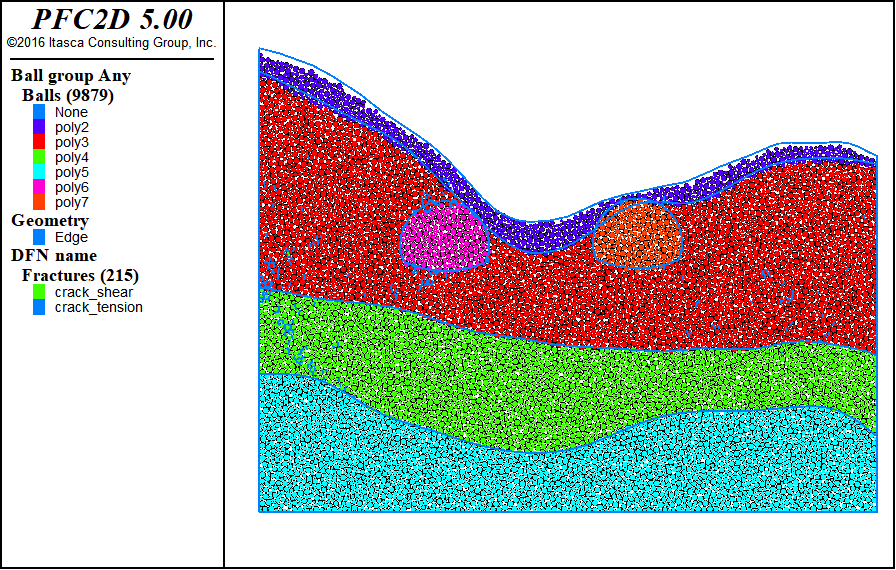 PFC2D 5.00
©2016 Itasca Consulting Group, Inc.
Ball group Any
Balls (9879)
None
poly2
poly3
poly4
poly5
poly6
poly7
Geometry
Edge
DFN name
Fractures (215)
crack_shear
crack_tension